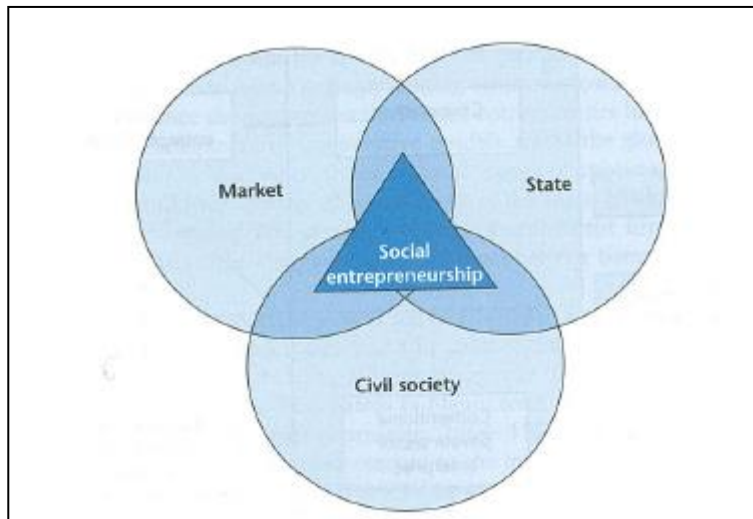 Market
State
Social
entrepreneurship
Civil society